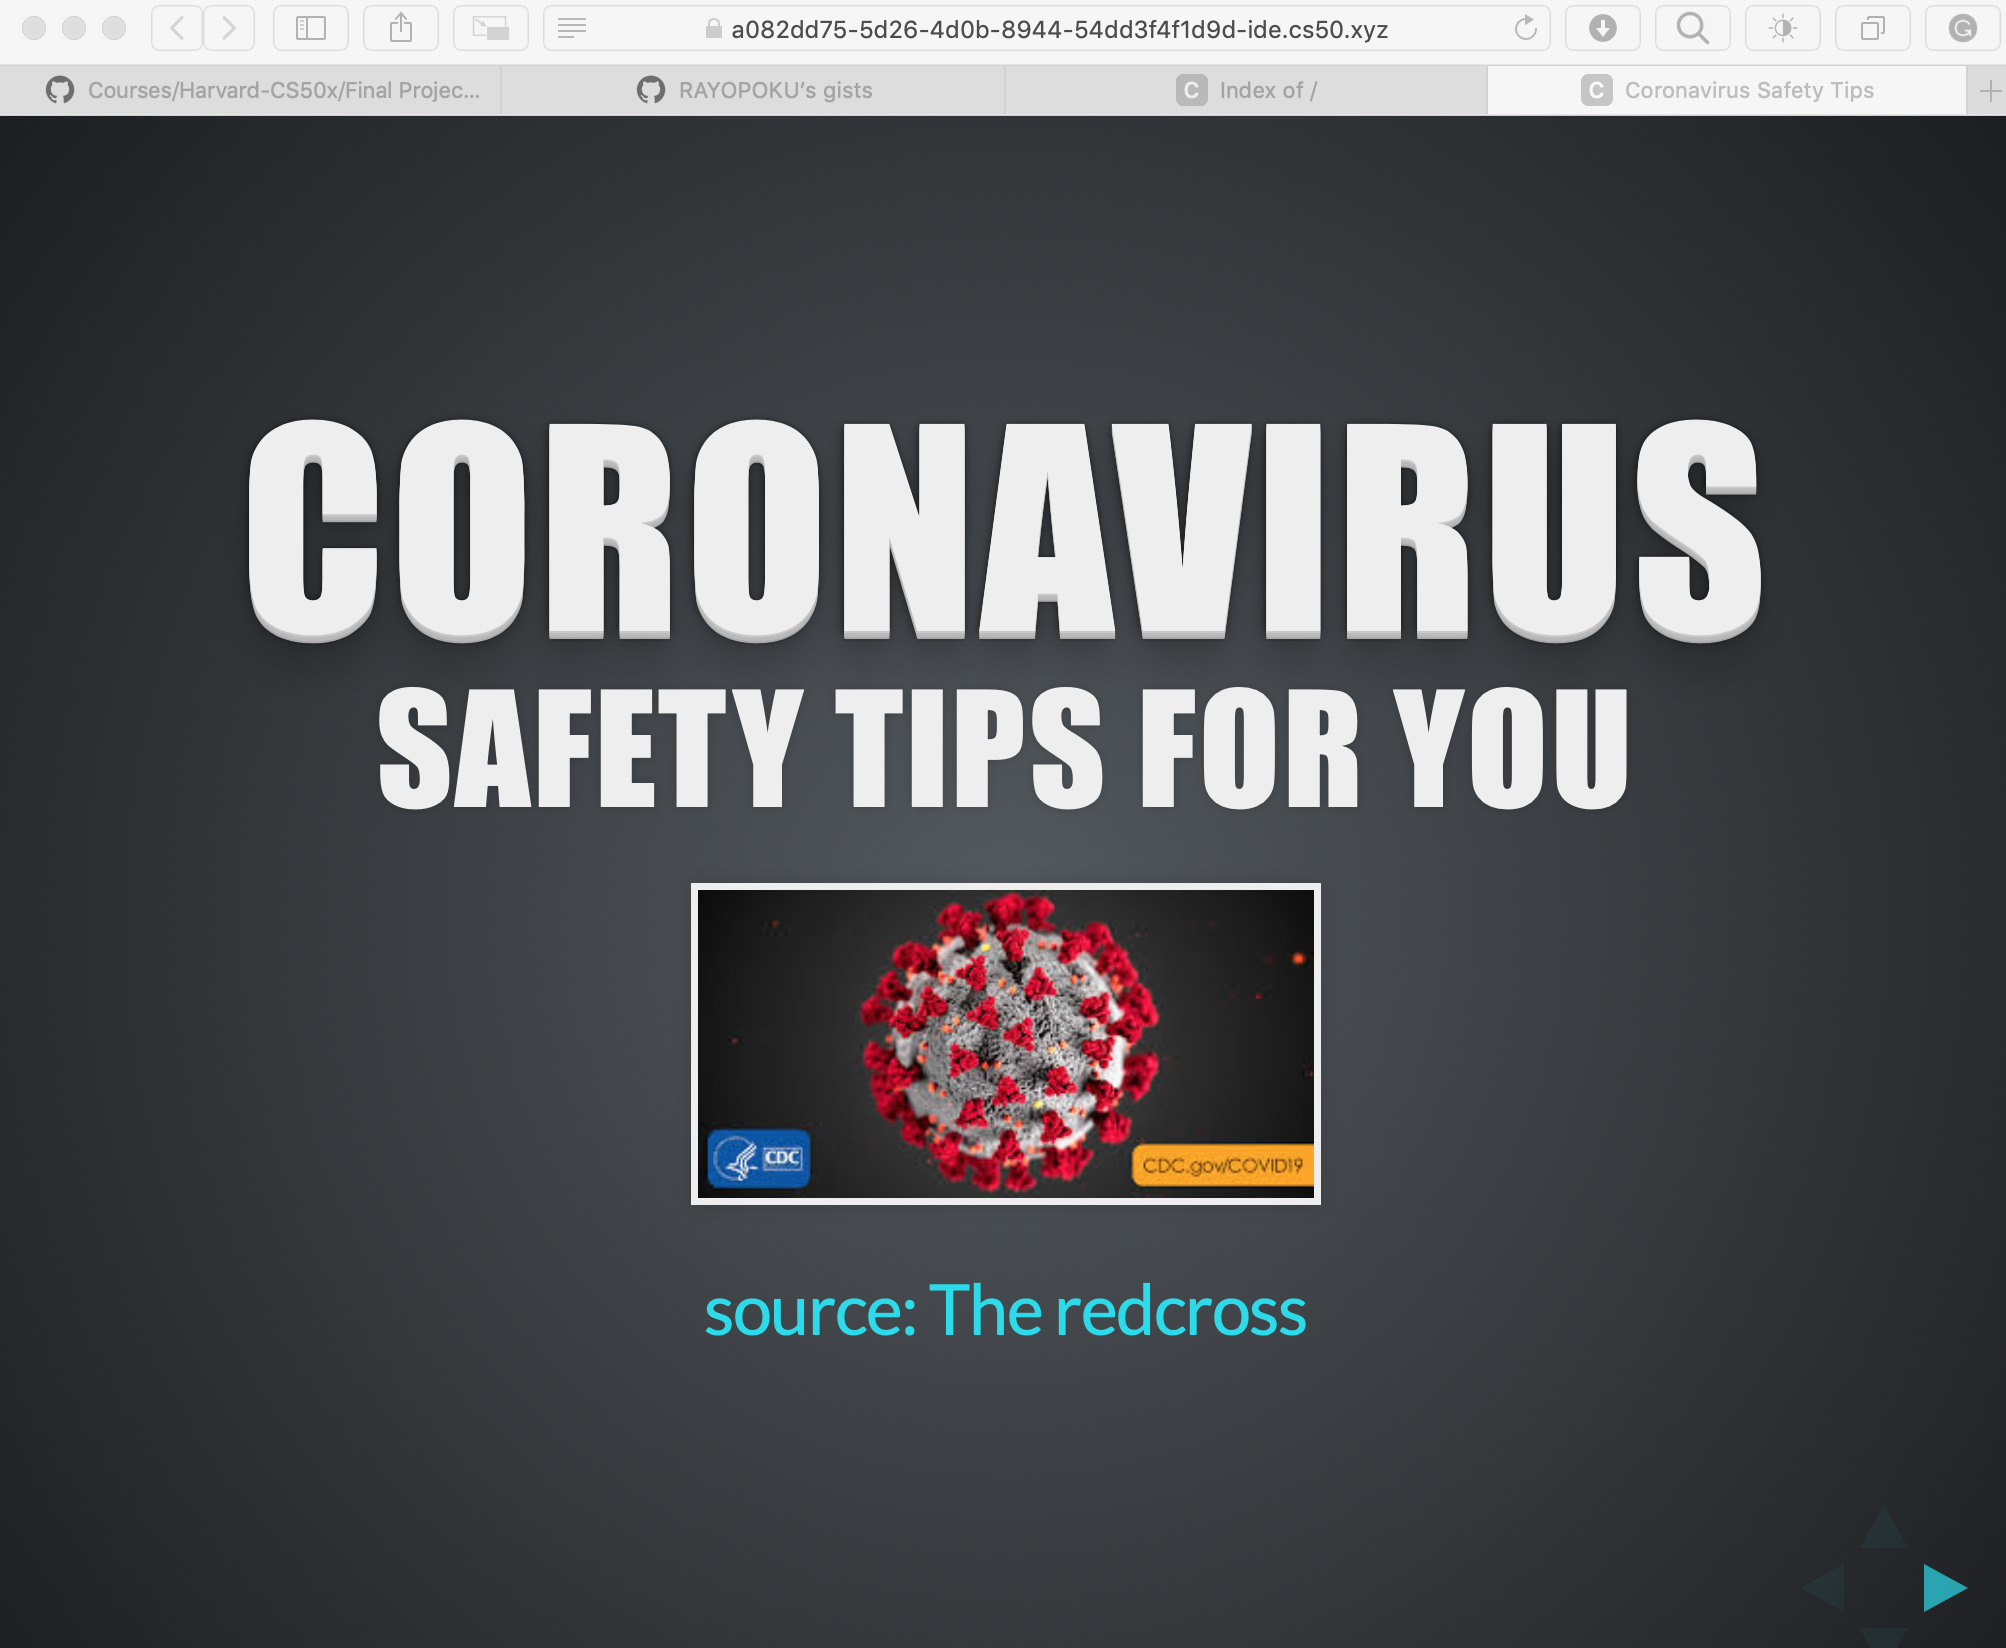 a082dd75-5d26-4d0b-8944-54dd3f4f1d9d-ide.cs50.xyz
G
Courses/Harvard-CS50x/Final Projec...
RAYOPOKU’s gists
C Index of /
C Coronavirus Safety Tips
CORONAVIRUS
SAFETY TIPS FOR YOU
CDC
CDC.gov/COVID19
source: The redcross